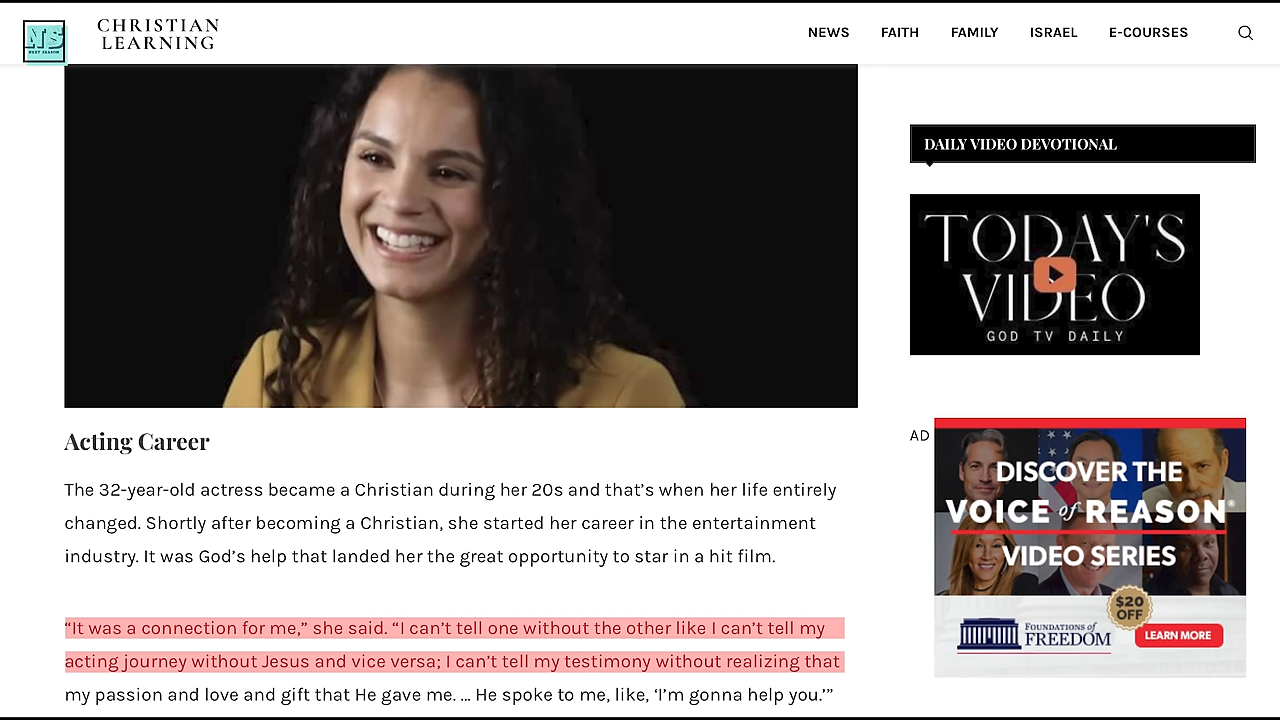 NS
NEXT SEASON
CHRISTIAN
LEARNING
NEWS
FAITH
FAMILY
ISRAEL
E-COURSES
Acting Career
The 32-year-old actress became a Christian during her 20s and that’s when her life entirely
changed. Shortly after becoming a Christian, she started her career in the entertainment
industry. It was God’s help that landed her the great opportunity to star in a hit film.
“It was a connection for me,” she said. “I can’t tell one without the other like I can’t tell my
acting journey without Jesus and vice versa; I can’t tell my testimony without realizing that
my passion and love and gift that He gave me. … He spoke to me, like, ‘I’m gonna help you.’”
DAILY VIDEO DEVOTIONAL
TODAY'S
VIDEO
GOD TV DAILY
AD
DISCOVER THE
VOICE of REASON®
VIDEO SERIES
$20
OFF
FOUNDATIONS of
FREEDOM
LEARN MORE